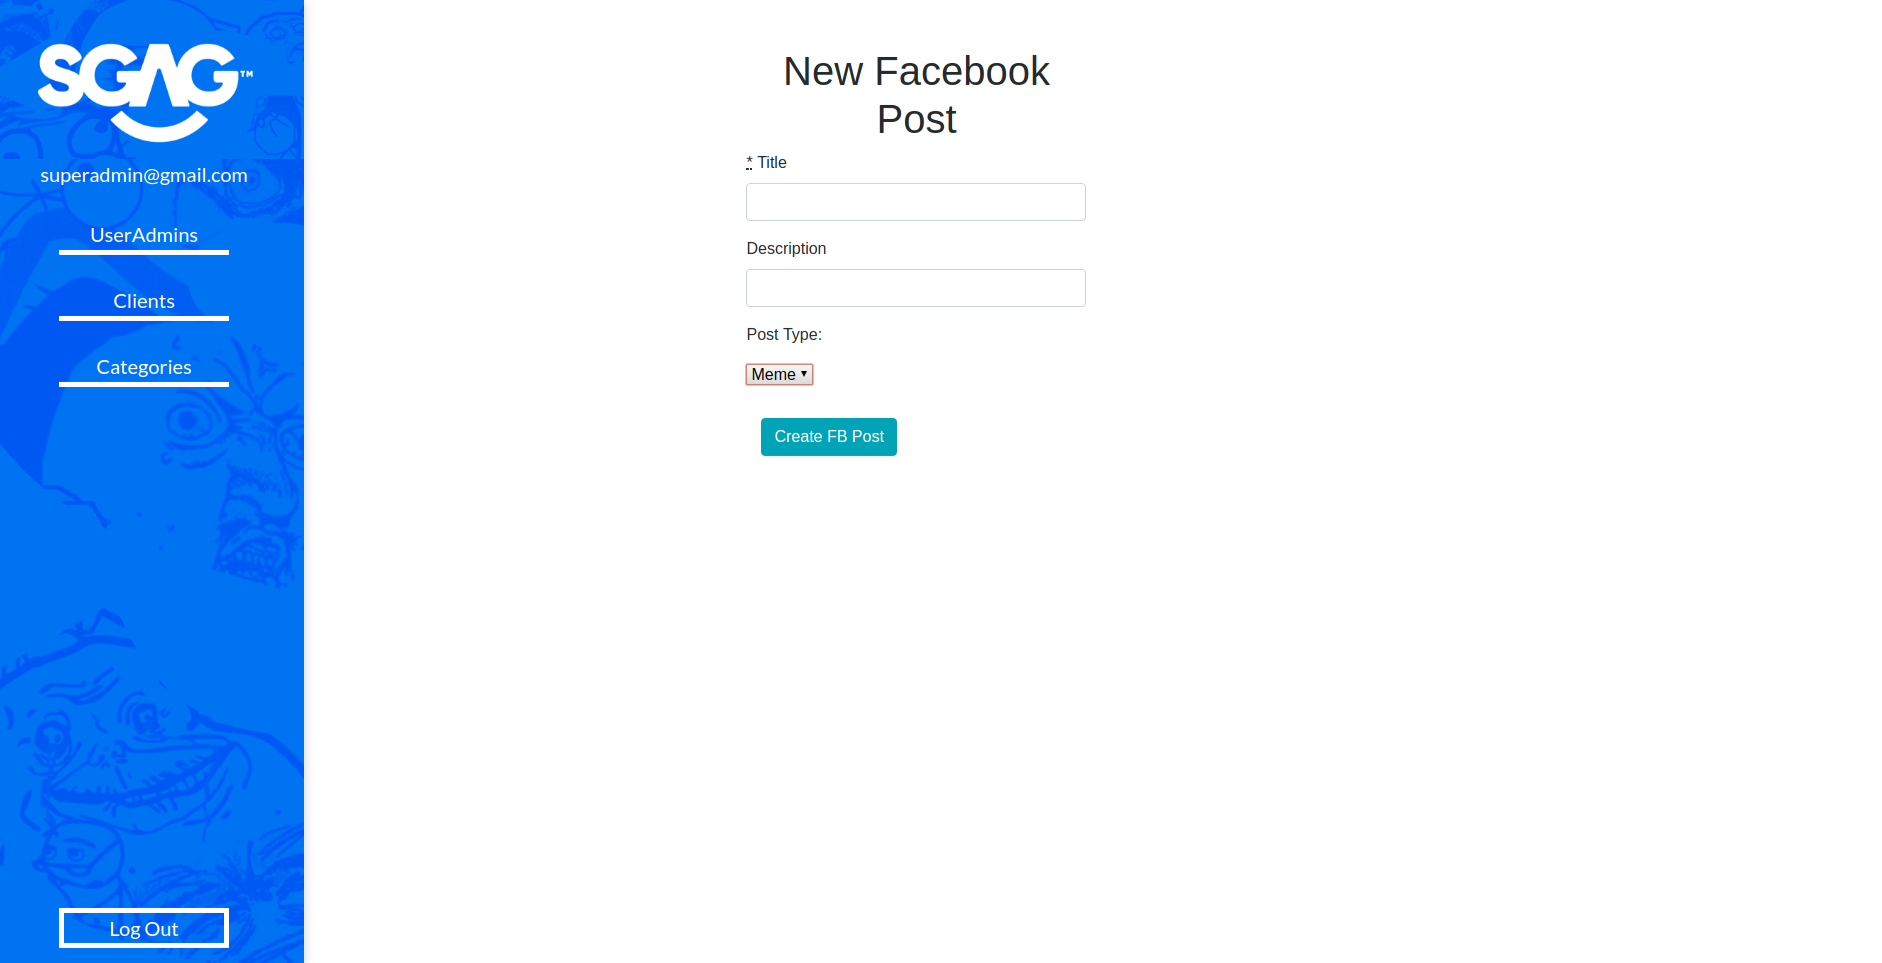 SGAG™
superadmin@gmail.com
UserAdmins
Clients
Categories
Log Out
New Facebook
Post
* Title
Description
Post Type:
Meme
Create FB Post